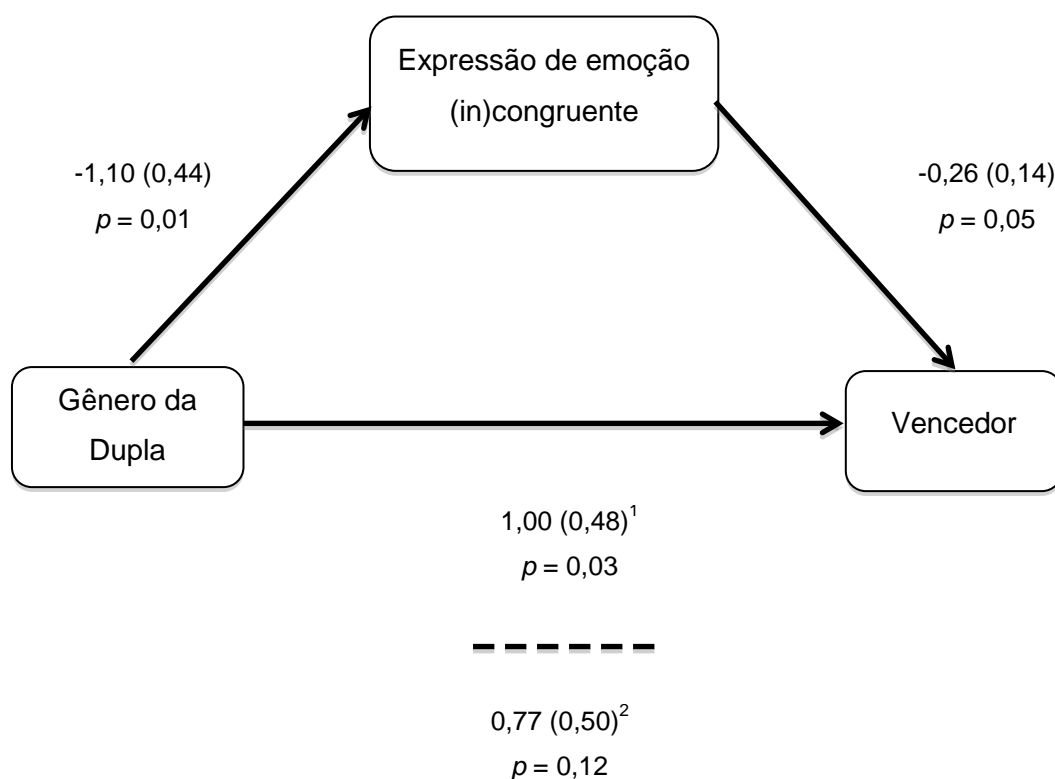 Expressão de emoção
(in)congruente
-1,10 (0,44)
p = 0,01
-0,26 (0,14)
p = 0,05
Gênero da
Dupla
Vencedor
1,00 (0,48)¹
p = 0,03
0,77 (0,50)²
p = 0,12